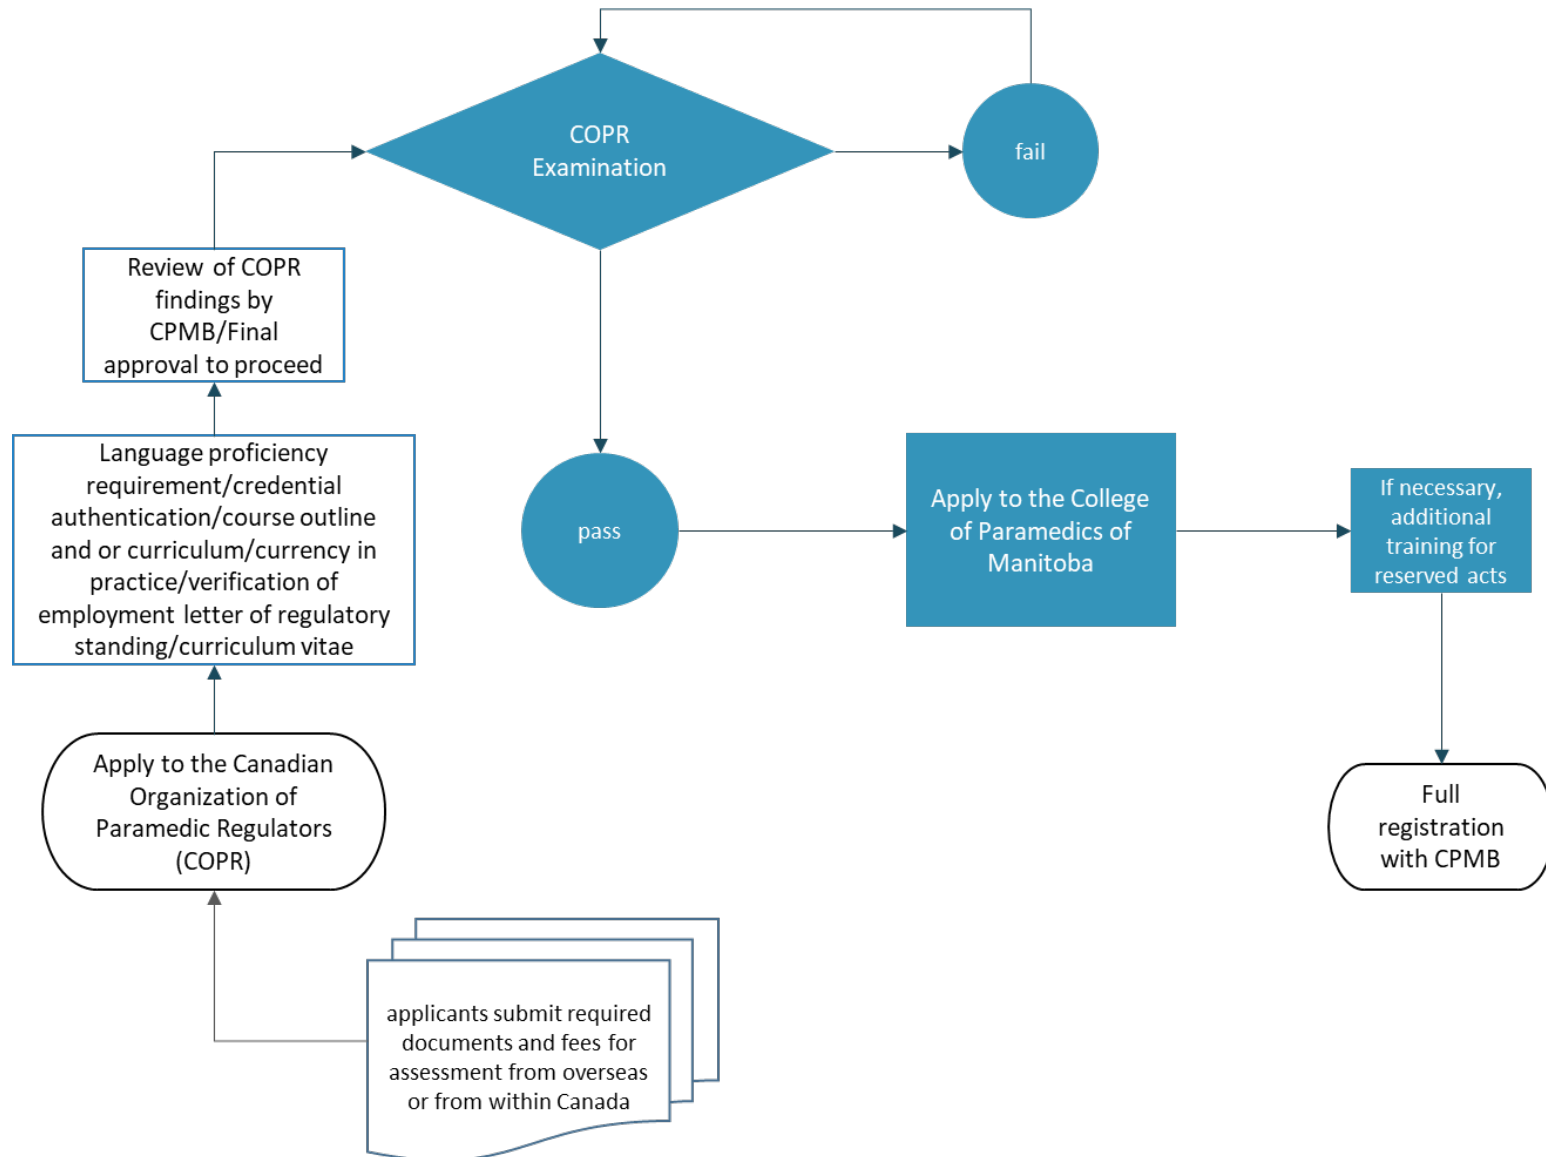 COPR
Examination
fail
Review of COPR
findings by
CPMB/Final
approval to proceed
Language proficiency
requirement/credential
authentication/course outline
and or curriculum/currency in
practice/verification of
employment letter of regulatory
standing/curriculum vitae
pass
Apply to the College
of Paramedics of
Manitoba
If necessary,
additional
training for
reserved acts
Apply to the Canadian
Organization of
Paramedic Regulators
(COPR)
Full
registration
with CPMB
applicants submit required
documents and fees for
assessment from overseas
or from within Canada